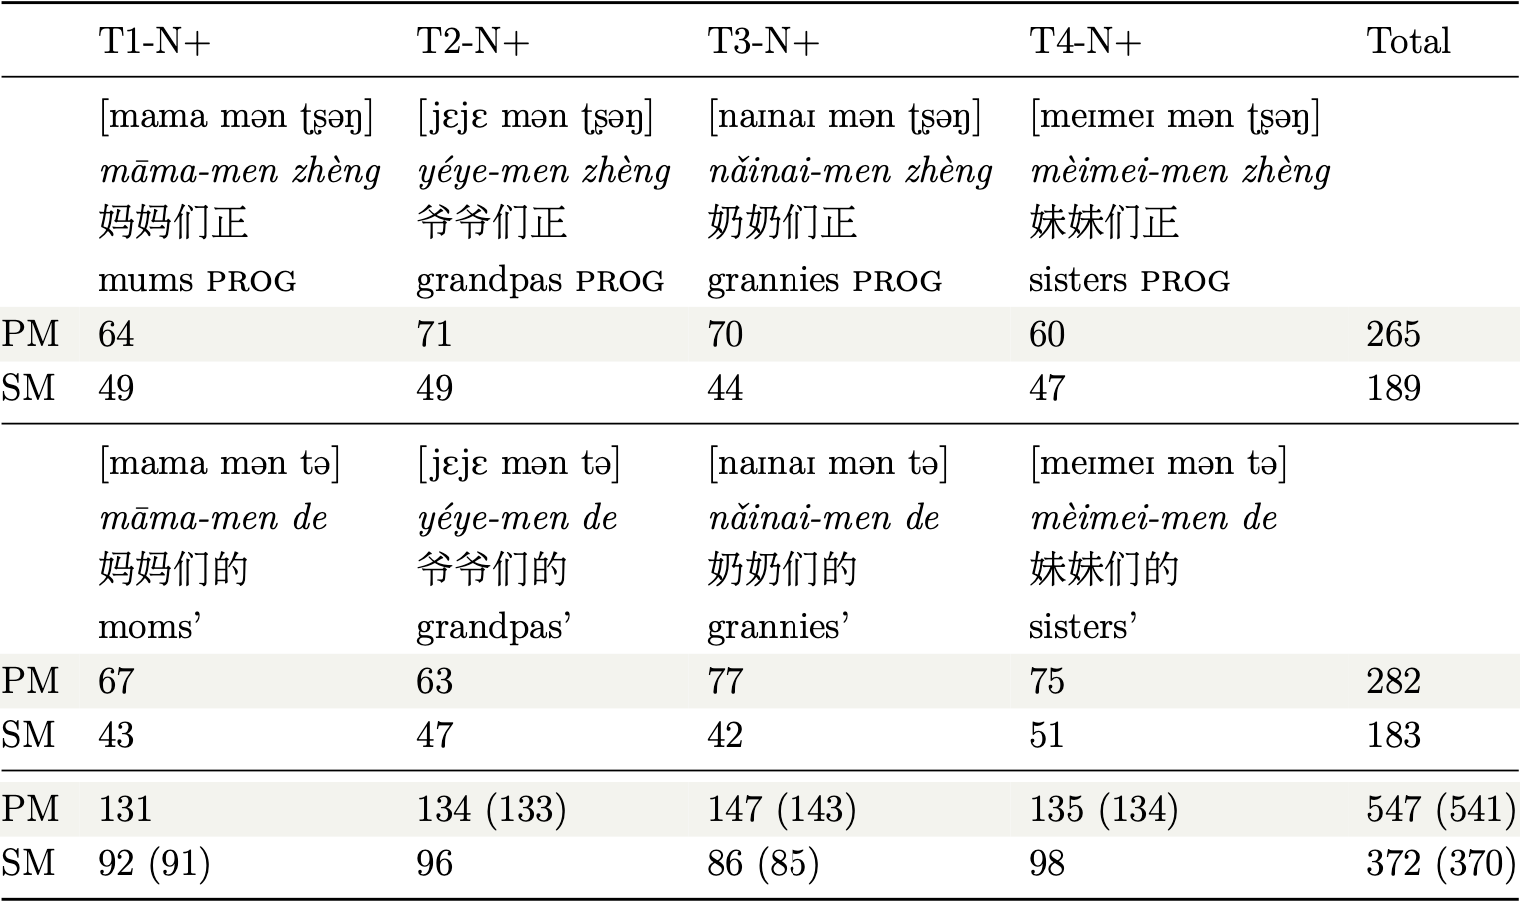 T1-N+ T2-N+ T3-N+ T4-N+ Total
[mama mən ʈʂəŋ] [jɛjɛ mən ʈʂəŋ] [naɪnaɪ mən ʈʂəŋ] [meɪmeɪ mən ʈʂəŋ]
māma-men zhèng yéye-men zhèng nǎinai-men zhèng mèimei-men zhèng
妈妈们正 爷爷们正 奶奶们正 妹妹们正
mums PROG grandpas PROG grannies PROG sisters PROG
PM 64 71 70 60 265
SM 49 49 44 47 189
[mama mən tə] [jɛjɛ mən tə] [naɪnaɪ mən tə] [meɪmeɪ mən tə]
māma-men de yéye-men de nǎinai-men de mèimei-men de
妈妈们的 爷爷们的 奶奶们的 妹妹们的
moms’ grandpas’ grannies’ sisters’
PM 67 63 77 75 282
SM 43 47 42 51 183
PM 131 134 (133) 147 (143) 135 (134) 547 (541)
SM 92 (91) 96 86 (85) 98 372 (370)